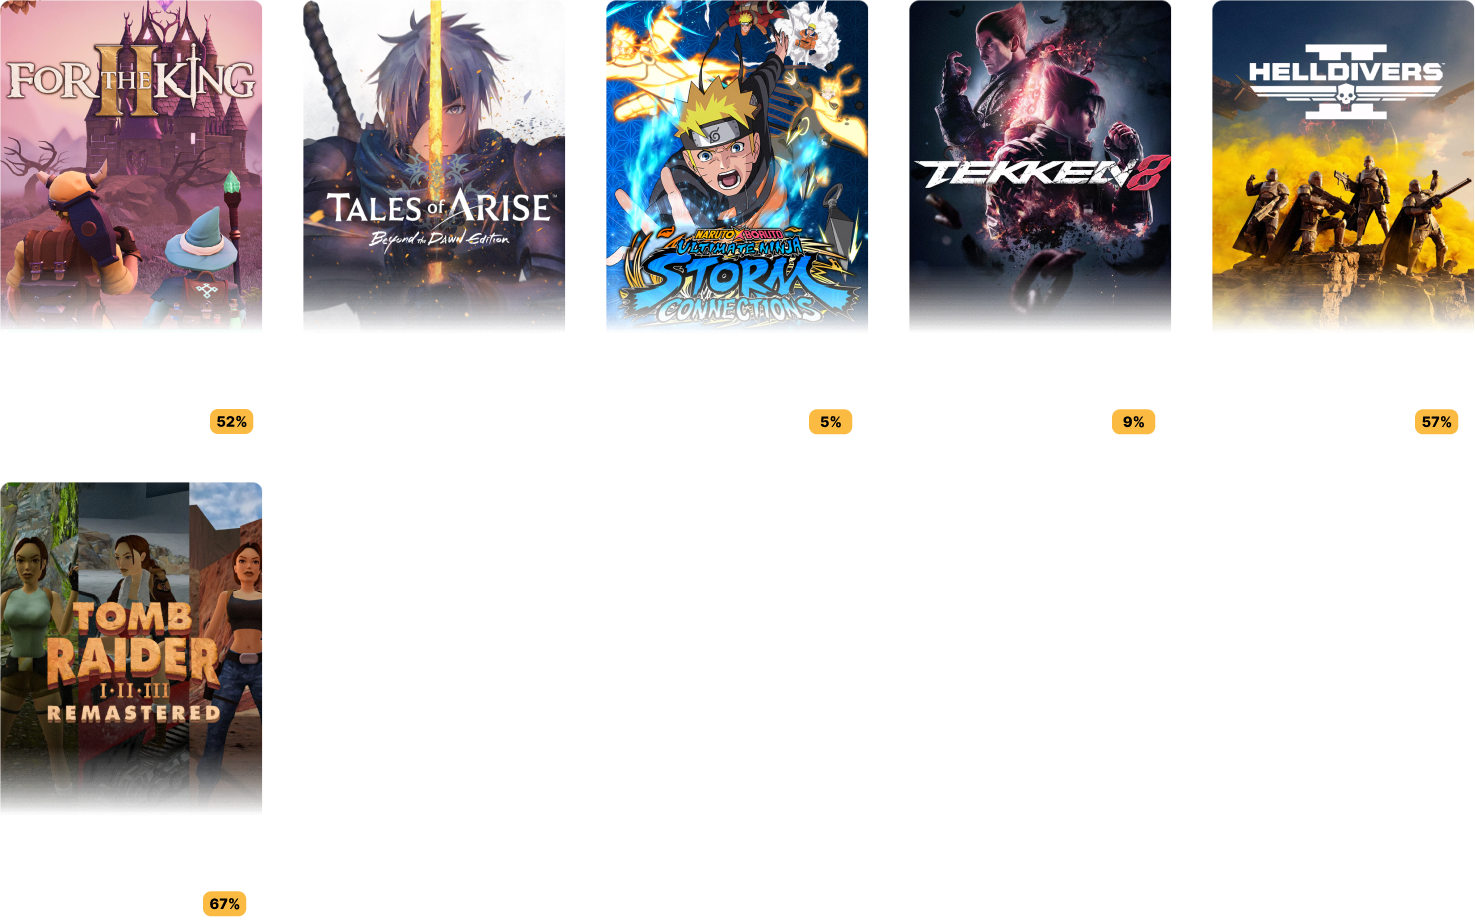 FOR THE KING
II
TALES of ARISE
Beyond the Dawn Edition
NARUTO X BORUTO
ULTIMATE NINJA
STORM
CONNECTIONS
TEKKEN 8
II
HELLDIVERS
52%
5%
9%
57%
TOMB
RAIDER
I•II•III
REMASTERED
67%